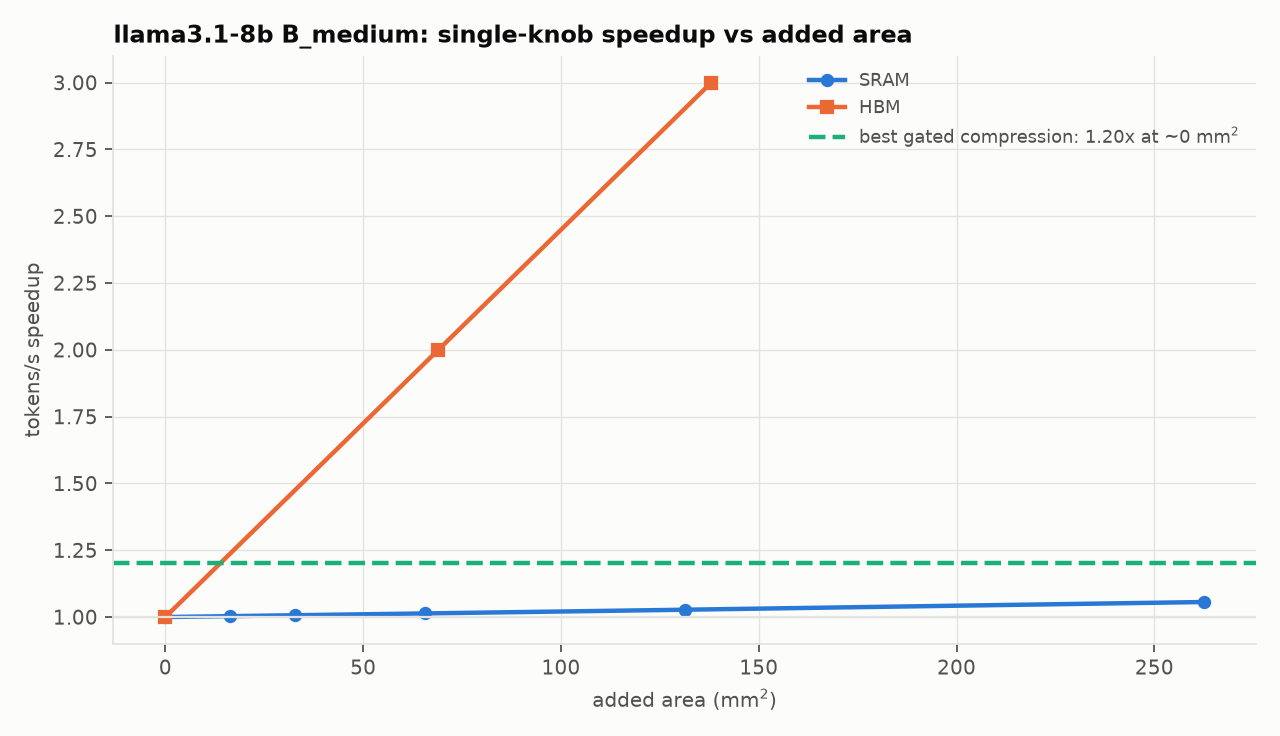 llama3.1-8b B_medium: single-knob speedup vs added area
SRAM
HBM
best gated compression: 1.20x at ~0 mm²
tokens/s speedup
3.00
2.75
2.50
2.25
2.00
1.75
1.50
1.25
1.00
0 50 100 150 200 250
added area (mm²)